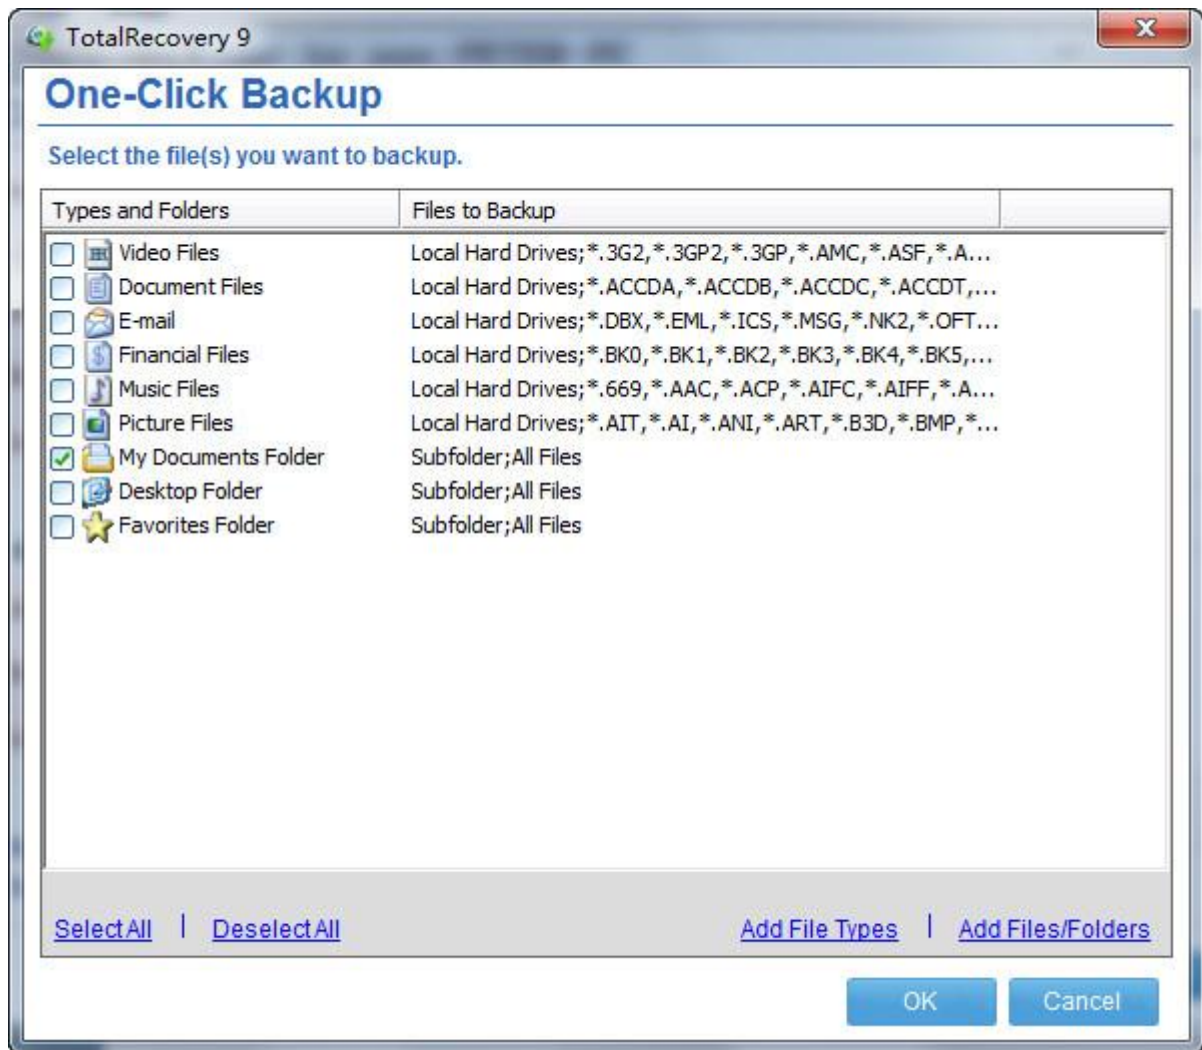 TotalRecovery 9
One-Click Backup
Select the file(s) you want to backup.
Types and Folders Files to Backup
Video Files Local Hard Drives;*.3G2,*.3GP2,*.3GP,*.AMC,*.ASF,*.A...
Document Files Local Hard Drives;*.ACCDA,*.ACCDB,*.ACCDC,*.ACCDT,...
E-mail Local Hard Drives;*.DBX,*.EML,*.ICS,*.MSG,*.NK2,*.OFT...
Financial Files Local Hard Drives;*.BK0,*.BK1,*.BK2,*.BK3,*.BK4,*.BK5,...
Music Files Local Hard Drives;*.669,*.AAC,*.ACP,*.AIFC,*.AIFF,*.A...
Picture Files Local Hard Drives;*.AIT,*.AI,*.ANI,*.ART,*.B3D,*.BMP,*...
My Documents Folder Subfolder;All Files
Desktop Folder Subfolder;All Files
Favorites Folder Subfolder;All Files
Select All | Deselect All Add File Types | Add Files/Folders
OK Cancel